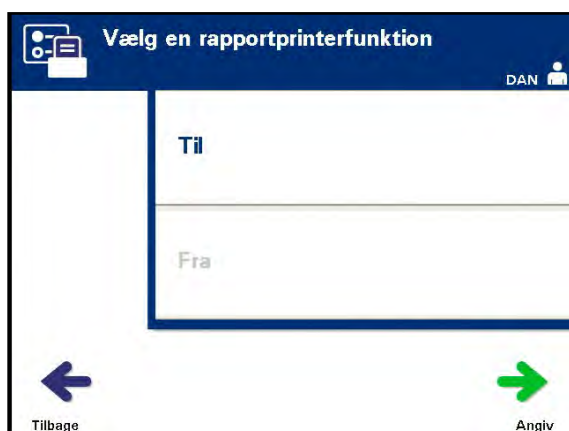 Vælg en rapportprinterfunktion
DAN
Til
Fra
Tilbage
Angiv